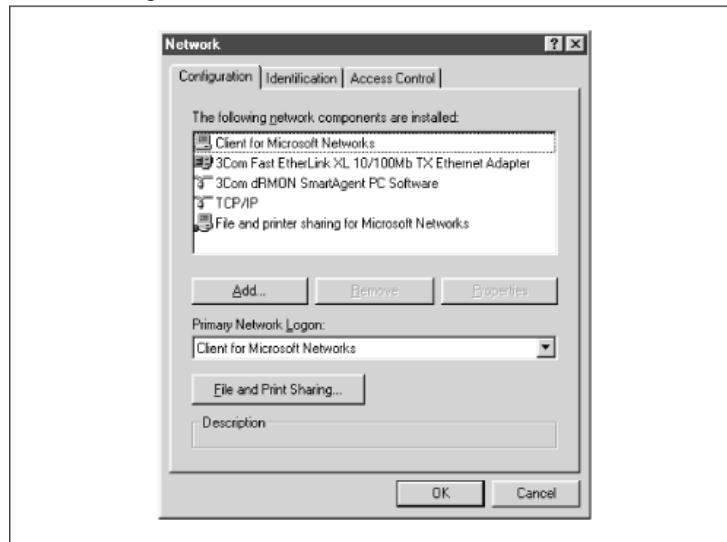 Network
Configuration Identification Access Control
The following network components are installed:
Client for Microsoft Networks
3Com Fast EtherLink XL 10/100Mb TX Ethernet Adapter
3Com dRMON SmartAgent PC Software
TCP/IP
File and printer sharing for Microsoft Networks
Add... Remove Properties
Primary Network Logon:
Client for Microsoft Networks
File and Print Sharing...
Description
OK Cancel